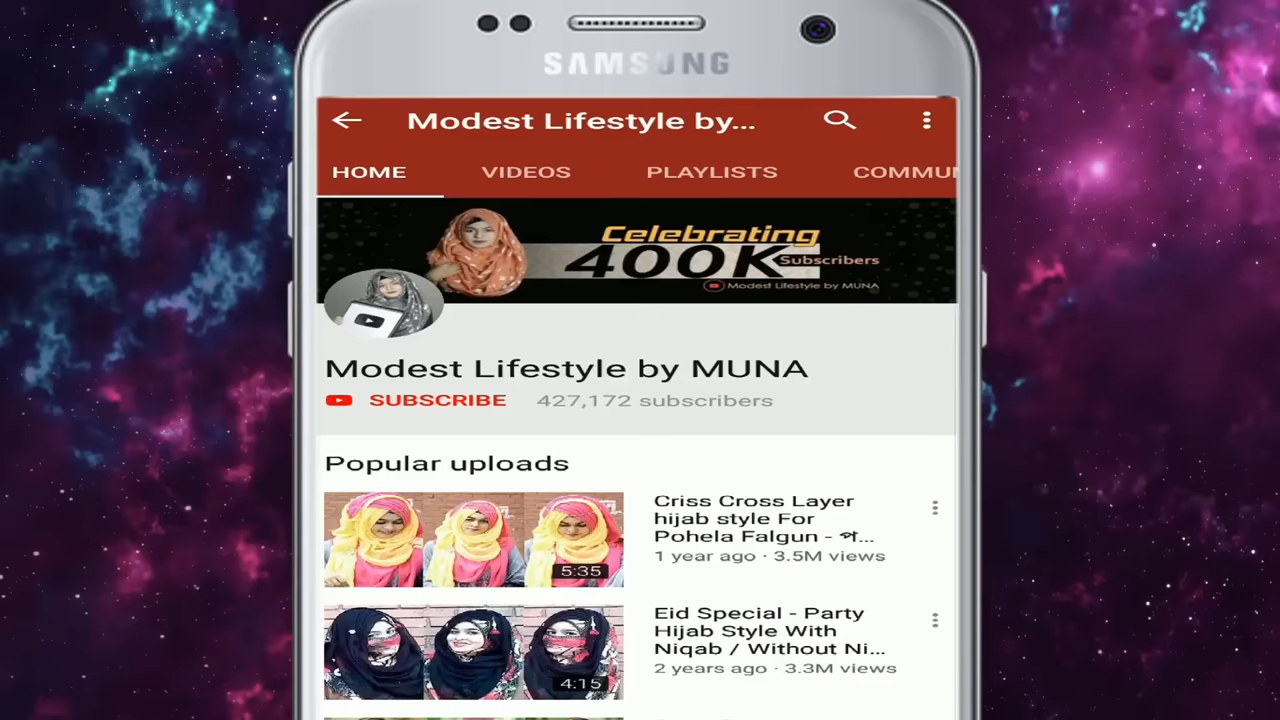 SAMSUNG
Modest Lifestyle by...
HOME VIDEOS PLAYLISTS COMMUN
Celebrating
400K Subscribers
Modest Lifestyle by MUNA
Modest Lifestyle by MUNA
SUBSCRIBE 427,172 subscribers
Popular uploads
Criss Cross Layer
hijab style For
Pohela Falgun - প...
1 year ago · 3.5M views
5:35
Eid Special - Party
Hijab Style With
Niqab / Without Ni...
2 years ago · 3.3M views
4:15